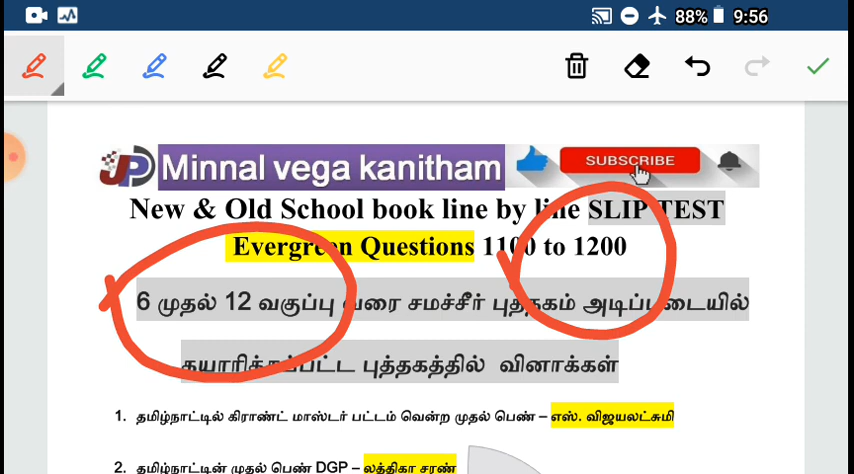 88% 9:56
JP Minnal vega kanitham SUBSCRIBE
New & Old School book line by line SLIP TEST
Evergreen Questions 1100 to 1200
6 முதல் 12 வகுப்பு வரை சமச்சீர் புத்தகம் அடிப்படையில்
தயாரிக்கப்பட்ட புத்தகத்தில் வினாக்கள்
1. தமிழ்நாட்டில் கிராண்ட் மாஸ்டர் பட்டம் வென்ற முதல் பெண் – எஸ். விஜயலட்சுமி
2. தமிழ்நாட்டின் முதல் பெண் DGP – லத்திகா சரண்